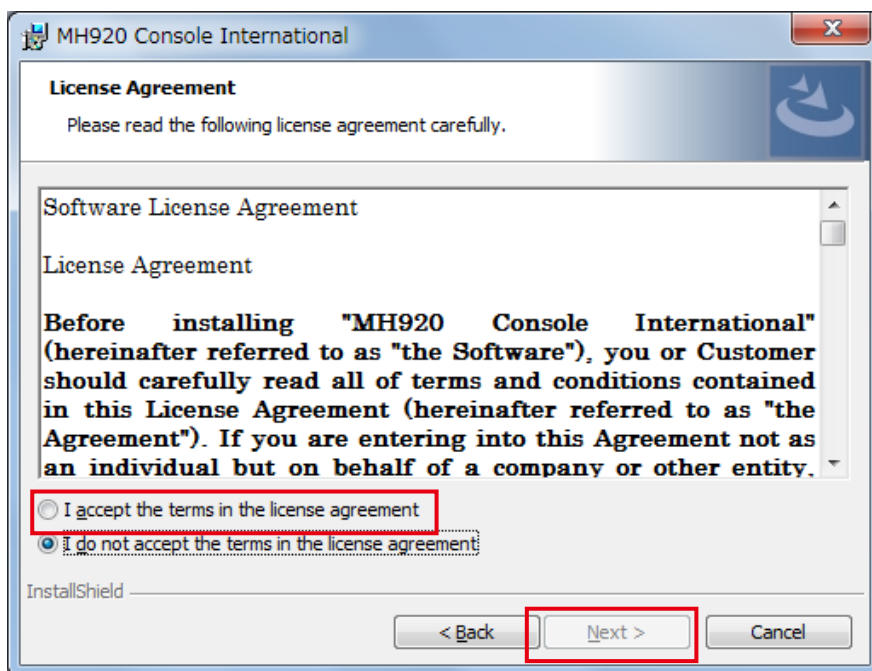 MH920 Console International
License Agreement
Please read the following license agreement carefully.
Software License Agreement
License Agreement
Before installing "MH920 Console International"
(hereinafter referred to as "the Software"), you or Customer
should carefully read all of terms and conditions contained
in this License Agreement (hereinafter referred to as "the
Agreement"). If you are entering into this Agreement not as
an individual but on behalf of a company or other entity,
I accept the terms in the license agreement
I do not accept the terms in the license agreement
InstallShield
< Back Next > Cancel